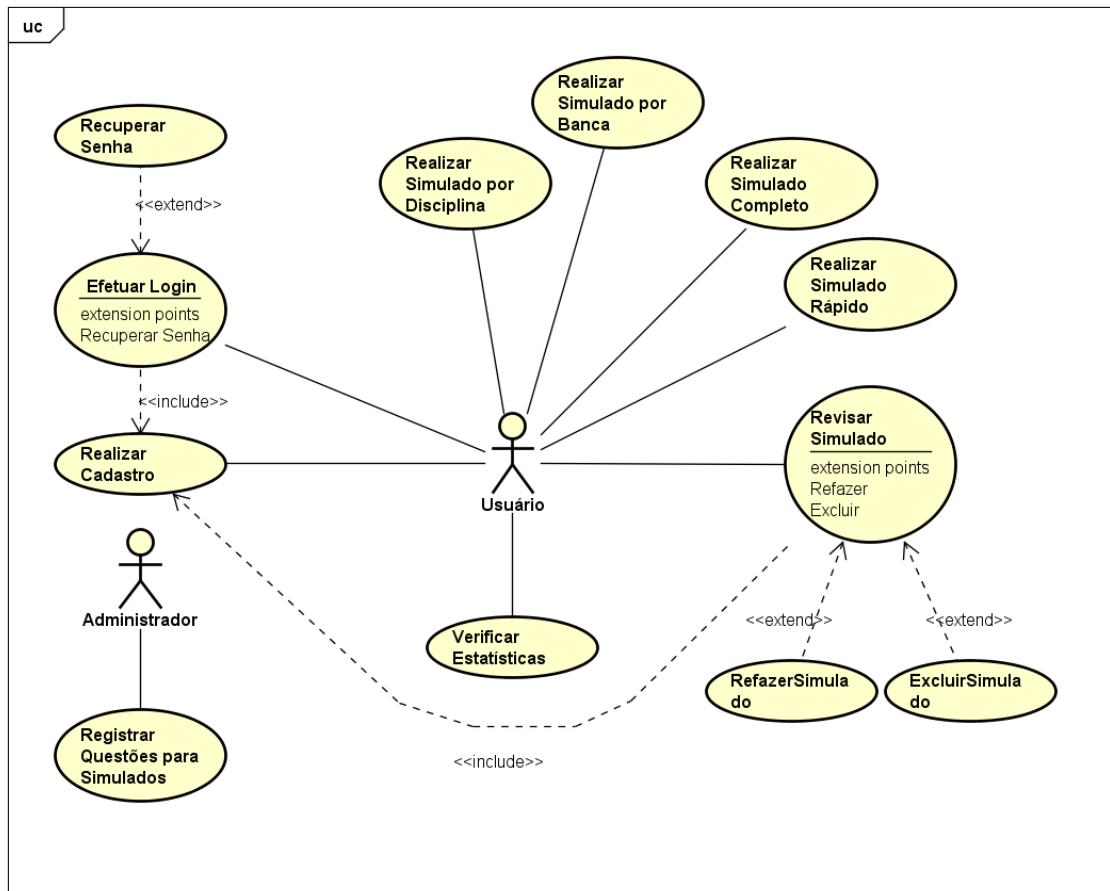 uc
Realizar
Simulado por
Banca
Recuperar
Senha
Realizar
Simulado por
Disciplina
Realizar
Simulado
Completo
<<extend>>
Efetuar Login
extension points
Recuperar Senha
Realizar
Simulado
Rápido
<<include>>
Realizar
Cadastro
Usuário
Revisar
Simulado
extension points
Refazer
Excluir
Administrador
Verificar
Estatísticas
<<extend>>
<<extend>>
RefazerSimula
do
ExcluirSimula
do
Registrar
Questões para
Simulados
<<include>>